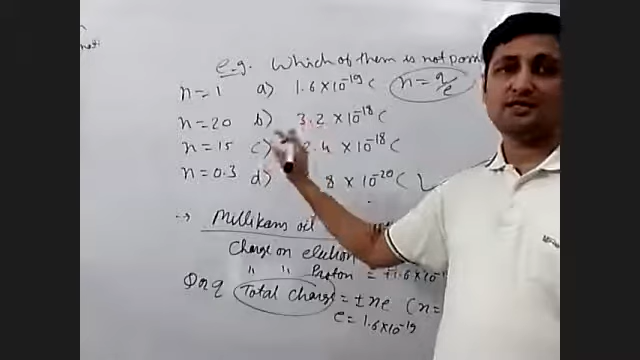 e.g. Which of them is not
n=1 a) 1.6×10⁻¹⁹ C n=q/e
n=20 b) 3.2 × 10⁻¹⁸ C
n=15 c) 2.4 × 10⁻¹⁸ C
n=0.3 d) 8 × 10⁻²⁰ C
→ Millikans oil
Charge on electron
" " Proton = +1.6×10⁻¹⁹
Q or q Total Charge = ± ne (n=
e = 1.6×10⁻¹⁹